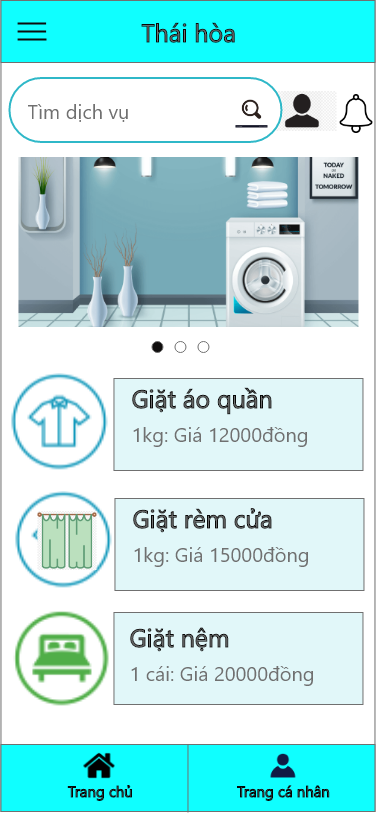 Thái hòa
Tìm dịch vụ
TODAY
or
NAKED
TOMORROW
Giặt áo quần
1kg: Giá 12000đồng
Giặt rèm cửa
1kg: Giá 15000đồng
Giặt nệm
1 cái: Giá 20000đồng
Trang chủ
Trang cá nhân